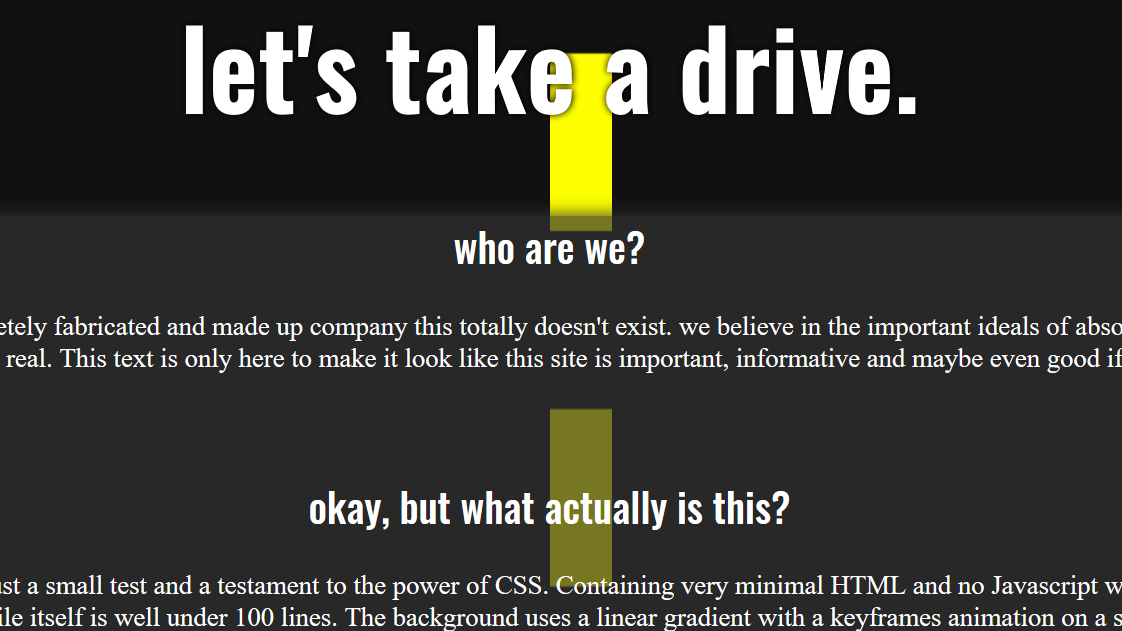 let's take a drive.
who are we?
fabricated and made up company this totally doesn't exist. we believe in the important ideals of
real. This text is only here to make it look like this site is important, informative and maybe even good if
okay, but what actually is this?
a small test and a testament to the power of CSS. Containing very minimal HTML and no Javascript
itself is well under 100 lines. The background uses a linear gradient with a keyframes animation on a